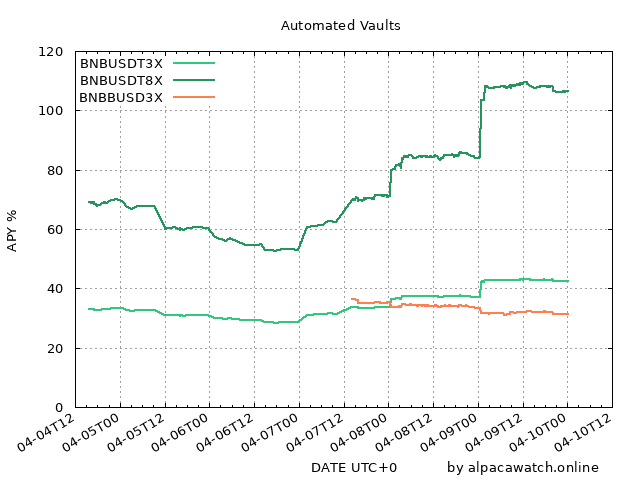 Automated Vaults
BNBUSDT3X
BNBUSDT8X
BNBBUSD3X
APY %
120
100
80
60
40
20
0
04-04T12
04-05T00
04-05T12
04-06T00
04-06T12
04-07T00
04-07T12
04-08T00
04-08T12
04-09T00
04-09T12
04-10T00
04-10T12
DATE UTC+0
by alpacawatch.online